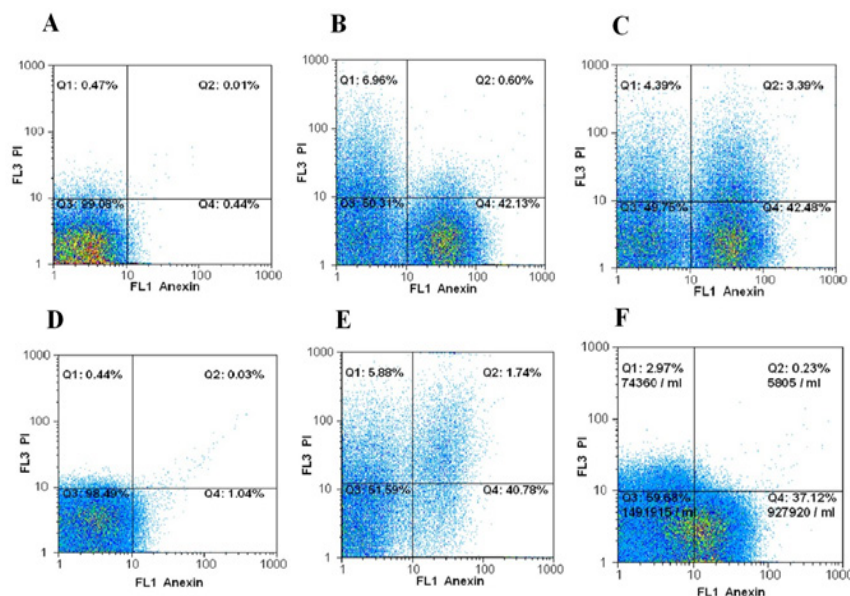 A
B
C
1000
Q1: 0.47%
Q2: 0.01%
100
FL3 PI
10
Q3: 99.08%
Q4: 0.44%
1
1
10
100
1000
FL1 Anexin
1000
Q1: 6.96%
Q2: 0.60%
100
FL3 PI
10
Q3: 50.31%
Q4: 42.13%
1
1
10
100
1000
FL1 Anexin
1000
Q1: 4.39%
Q2: 3.39%
100
FL3 PI
10
Q3: 49.75%
Q4: 42.48%
1
1
10
100
1000
FL1 Anexin
D
E
F
1000
Q1: 0.44%
Q2: 0.03%
100
FL3 PI
10
Q3: 98.49%
Q4: 1.04%
1
1
10
100
1000
FL1 Anexin
1000
Q1: 5.88%
Q2: 1.74%
100
FL3 PI
10
Q3: 51.59%
Q4: 40.78%
1
1
10
100
1000
FL1 Anexin
1000
Q1: 2.97%
74360 / ml
Q2: 0.23%
5805 / ml
100
FL3 PI
10
Q3: 59.68%
1491915 / ml
Q4: 37.12%
927920 / ml
1
1
10
100
1000
FL1 Anexin